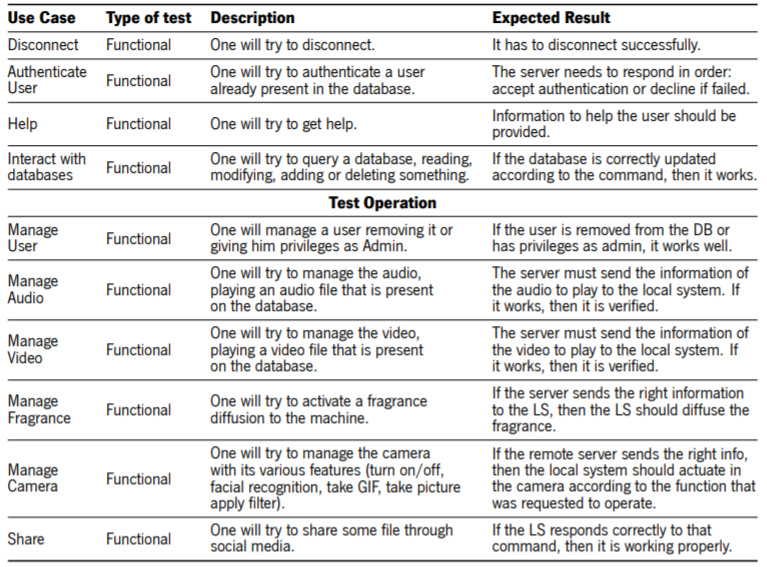 Use Case Type of test Description Expected Result
Disconnect Functional One will try to disconnect. It has to disconnect successfully.
Authenticate User Functional One will try to authenticate a user already present in the database. The server needs to respond in order: accept authentication or decline if failed.
Help Functional One will try to get help. Information to help the user should be provided.
Interact with databases Functional One will try to query a database, reading, modifying, adding or deleting something. If the database is correctly updated according to the command, then it works.
Test Operation
Manage User Functional One will manage a user removing it or giving him privileges as Admin. If the user is removed from the DB or has privileges as admin, it works well.
Manage Audio Functional One will try to manage the audio, playing an audio file that is present on the database. The server must send the information of the audio to play to the local system. If it works, then it is verified.
Manage Video Functional One will try to manage the video, playing a video file that is present on the database. The server must send the information of the video to play to the local system. If it works, then it is verified.
Manage Fragrance Functional One will try to activate a fragrance diffusion to the machine. If the server sends the right information to the LS, then the LS should diffuse the fragrance.
Manage Camera Functional One will try to manage the camera with its various features (turn on/off, facial recognition, take GIF, take picture apply filter). If the remote server sends the right info, then the local system should actuate in the camera according to the function that was requested to operate.
Share Functional One will try to share some file through social media. If the LS responds correctly to that command, then it is working properly.